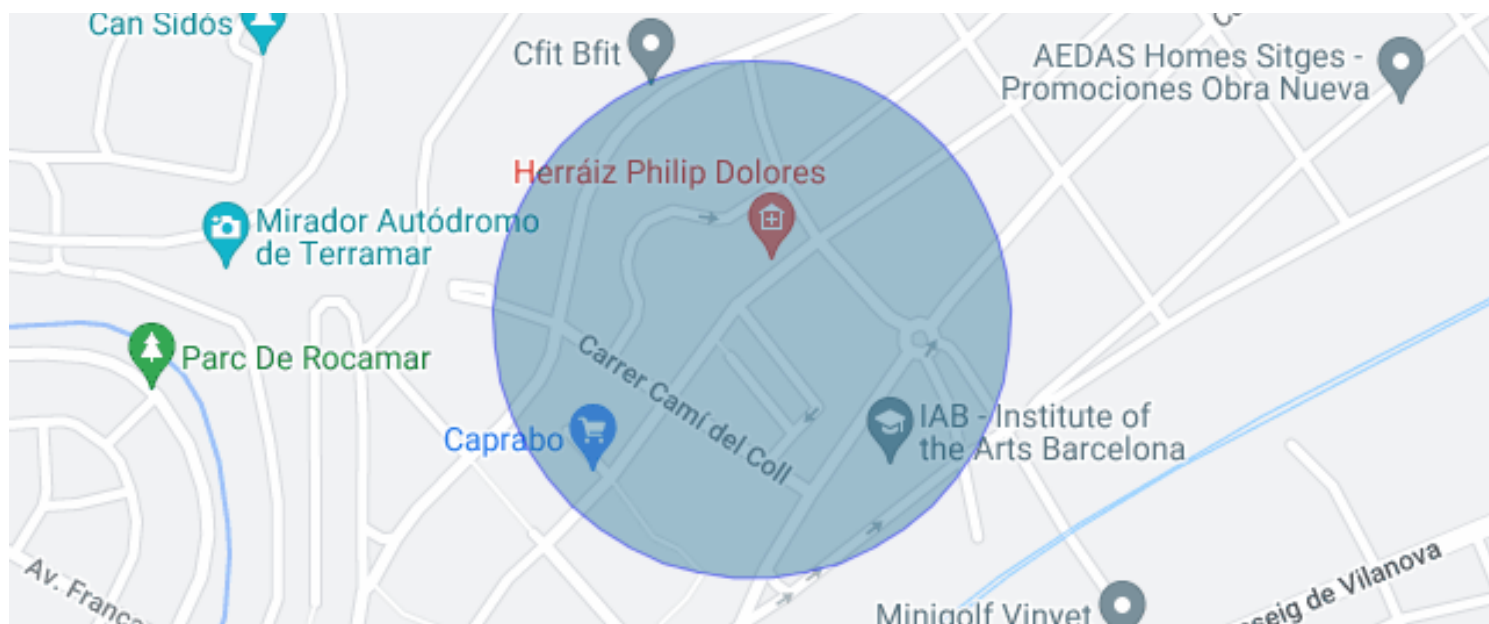 Can Sidós
Cfit Bfit
AEDAS Homes Sitges -
Promociones Obra Nueva
Herráiz Philip Dolores
Mirador Autódromo
de Terramar
Parc De Rocamar
Carrer Camí del Coll
Caprabo
IAB - Institute of
the Arts Barcelona
Av. Franc
seig de Vilanova
Minigolf Vinyet